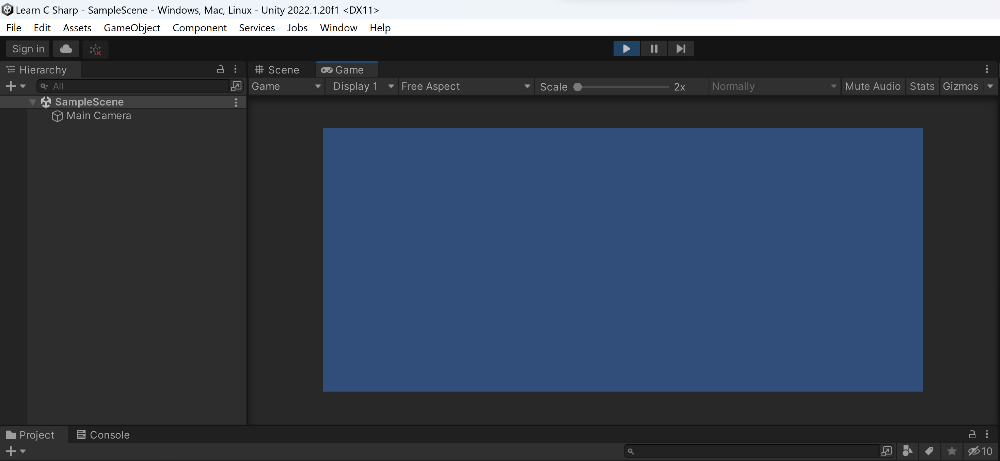 Learn C Sharp - SampleScene - Windows, Mac, Linux - Unity 2022.1.20f1 <DX11>
File Edit Assets GameObject Component Services Jobs Window Help
Sign in
Hierarchy
Scene Game
All
Game Display 1 Free Aspect Scale 2x Normally Mute Audio Stats Gizmos
SampleScene
Main Camera
Project Console
10